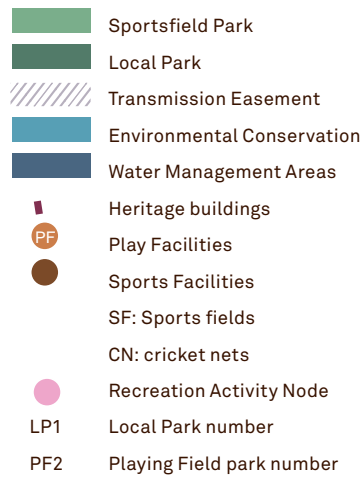 Sportsfield Park
Local Park
Transmission Easement
Environmental Conservation
Water Management Areas
Heritage buildings
PF Play Facilities
Sports Facilities
SF: Sports fields
CN: cricket nets
Recreation Activity Node
LP1 Local Park number
PF2 Playing Field park number